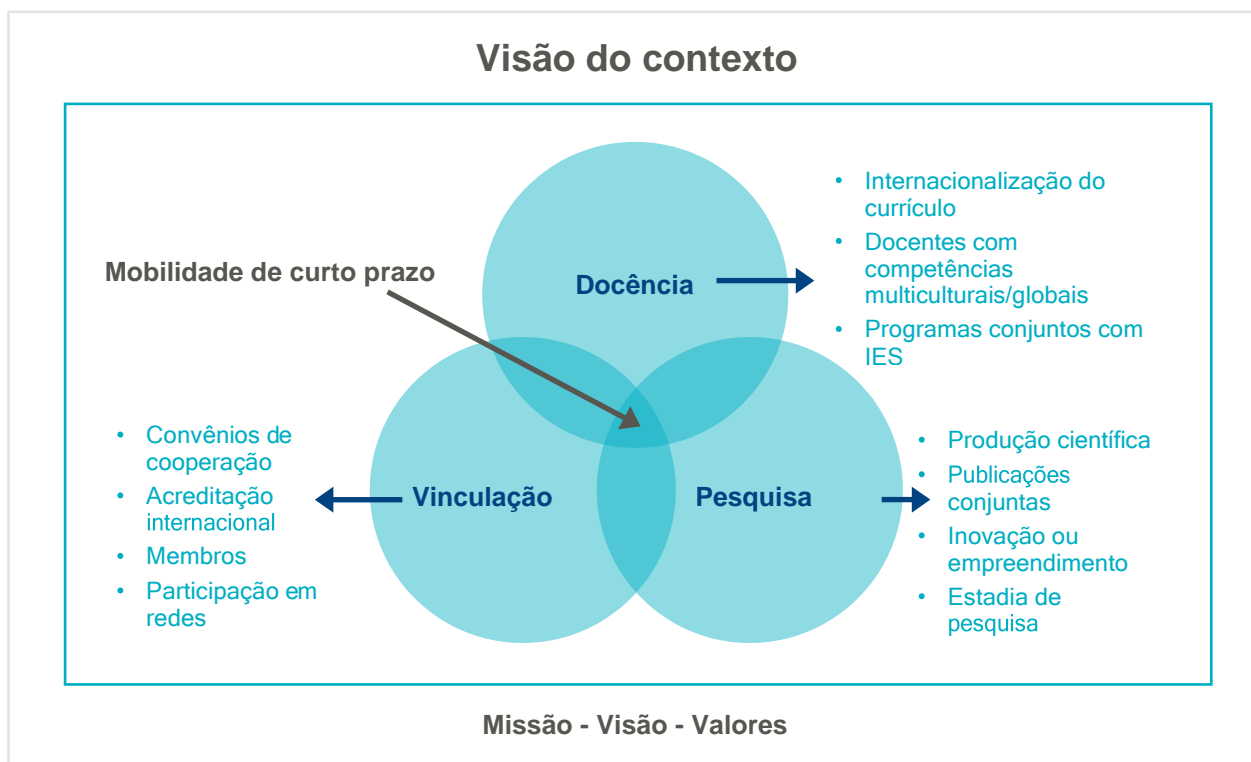 Visão do contexto
Mobilidade de curto prazo
Docência
• Internacionalização do
currículo
• Docentes com
competências
multiculturais/globais
• Programas conjuntos com
IES
• Convênios de
cooperação
• Acreditação
internacional
• Membros
• Participação em
redes
Vinculação
Pesquisa
• Produção científica
• Publicações
conjuntas
• Inovação ou
empreendimento
• Estadia de
pesquisa
Missão - Visão - Valores